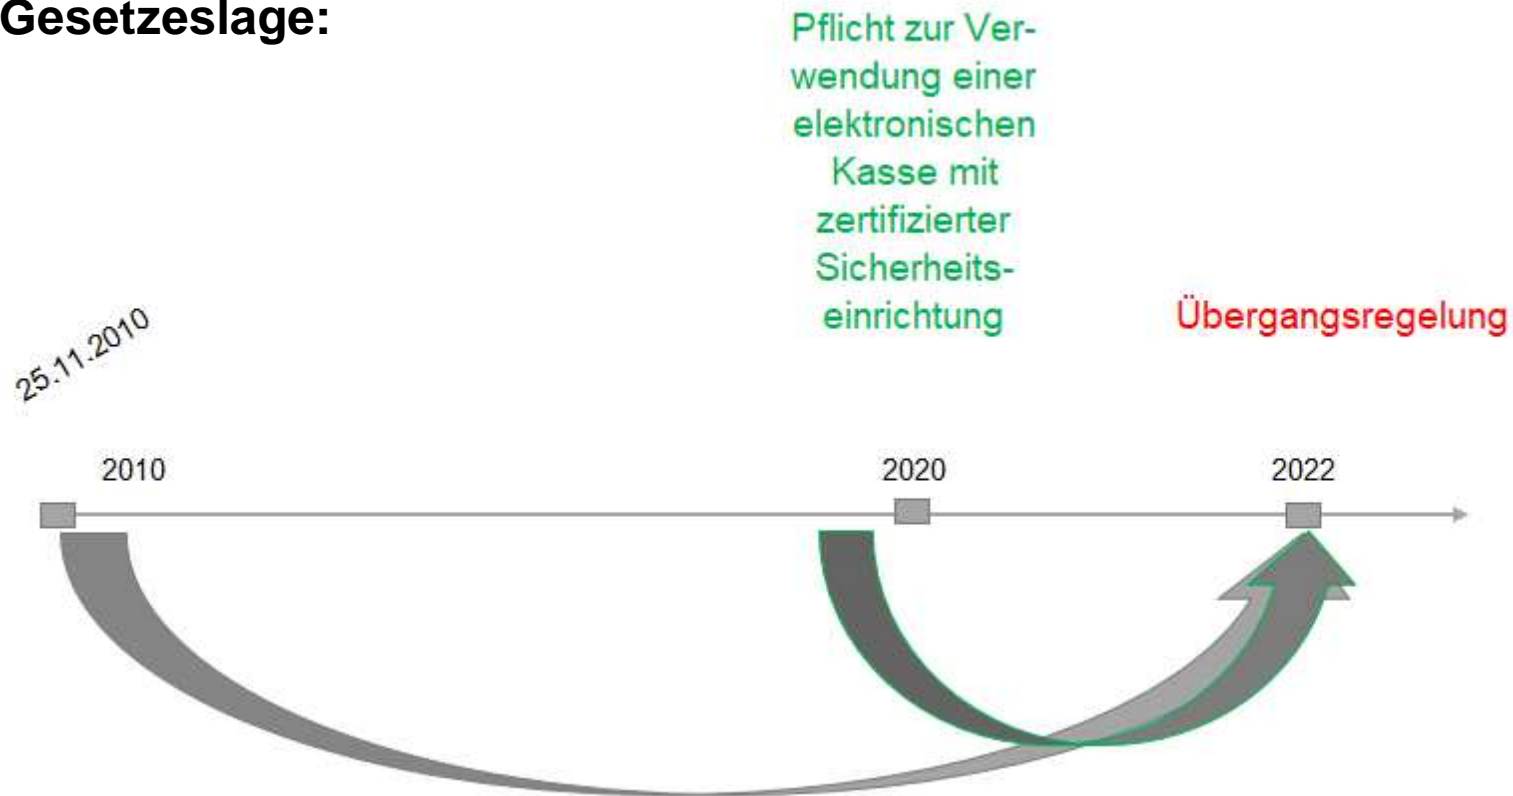 Gesetzeslage:
Pflicht zur Ver-
wendung einer
elektronischen
Kasse mit
zertifizierter
Sicherheits-
einrichtung
Übergangsregelung
25.11.2010
2010
2020
2022